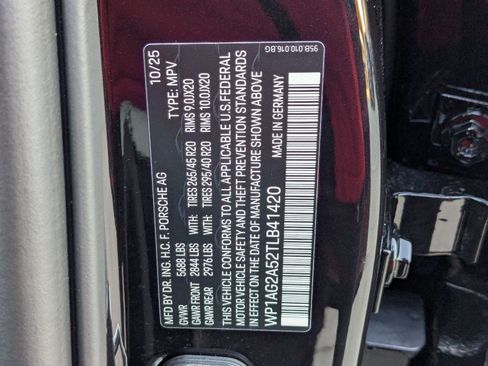 MFD BY DR. ING. H.C. F. PORSCHE AG 10/25
GVWR 5688 LBS TYPE: MPV
GAWR FRONT 2844 LBS WITH TIRES 265/45 R20 RIMS 9.0JX20
GAWR REAR 2976 LBS WITH TIRES 295/40 R20 RIMS 10.0JX20
THIS VEHICLE CONFORMS TO ALL APPLICABLE U.S. FEDERAL
MOTOR VEHICLE SAFETY AND THEFT PREVENTION STANDARDS
IN EFFECT ON THE DATE OF MANUFACTURE SHOWN ABOVE
WP1AG2A52TLB41420 MADE IN GERMANY
95B.010.016.BG